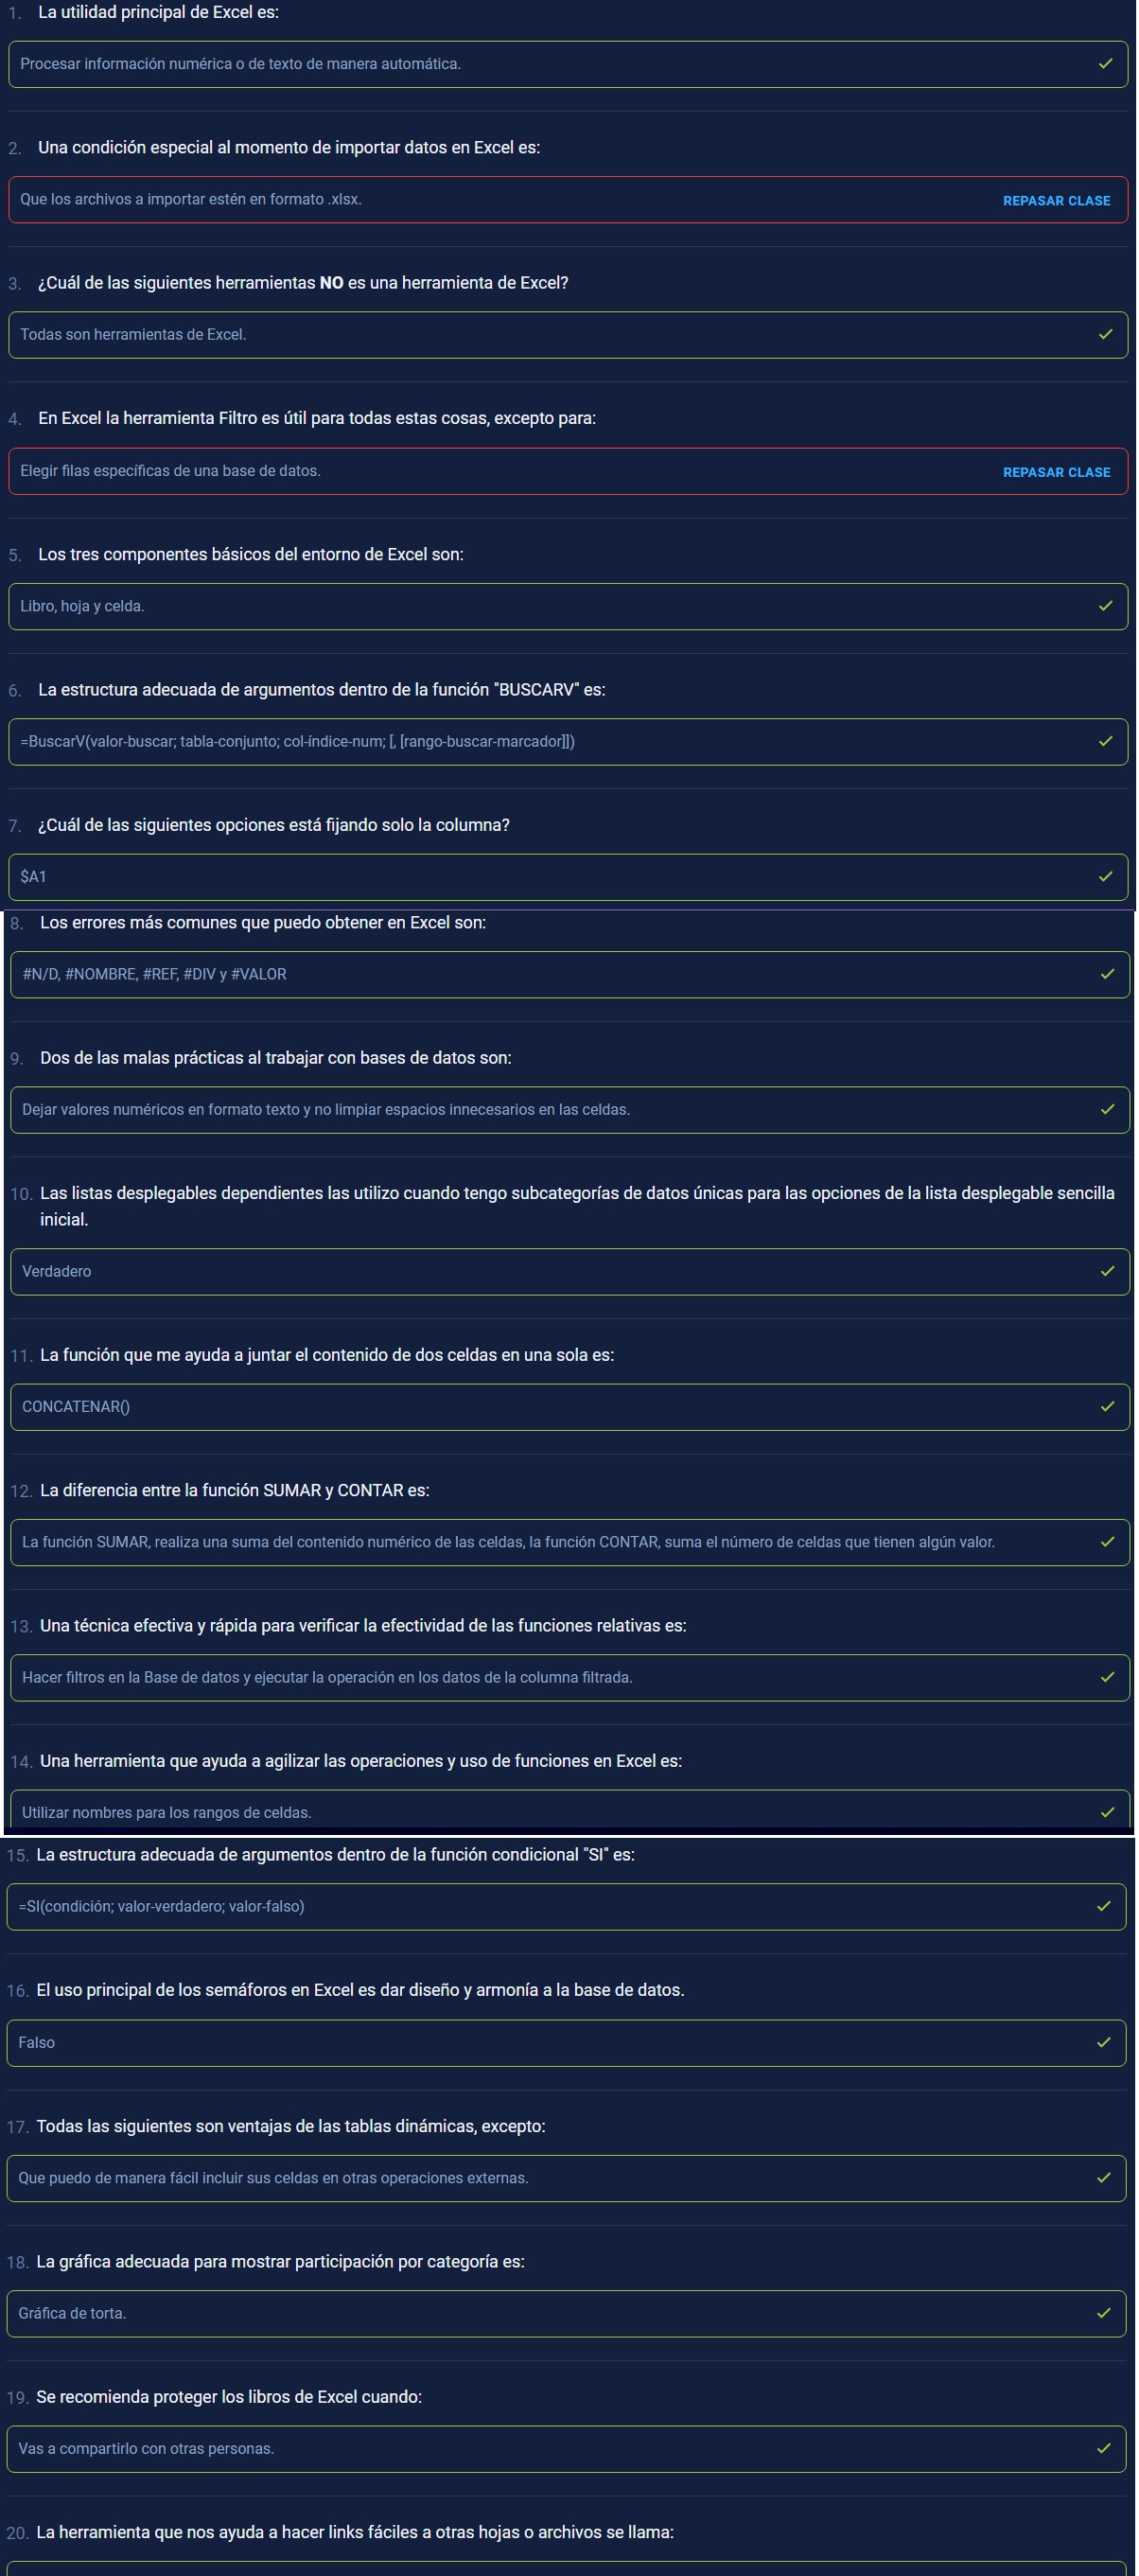 1. La utilidad principal de Excel es:
Procesar información numérica o de texto de manera automática.
2. Una condición especial al momento de importar datos en Excel es:
Que los archivos a importar estén en formato .xlsx. REPASAR CLASE
3. ¿Cuál de las siguientes herramientas NO es una herramienta de Excel?
Todas son herramientas de Excel.
4. En Excel la herramienta Filtro es útil para todas estas cosas, excepto para:
Elegir filas específicas de una base de datos. REPASAR CLASE
5. Los tres componentes básicos del entorno de Excel son:
Libro, hoja y celda.
6. La estructura adecuada de argumentos dentro de la función "BUSCARV" es:
=BuscarV(valor-buscar; tabla-conjunto; col-índice-num; [, [rango-buscar-marcador]])
7. ¿Cuál de las siguientes opciones está fijando solo la columna?
$A1
8. Los errores más comunes que puedo obtener en Excel son:
#N/D, #NOMBRE, #REF, #DIV y #VALOR
9. Dos de las malas prácticas al trabajar con bases de datos son:
Dejar valores numéricos en formato texto y no limpiar espacios innecesarios en las celdas.
10. Las listas desplegables dependientes las utilizo cuando tengo subcategorías de datos únicas para las opciones de la lista desplegable sencilla
inicial.
Verdadero
11. La función que me ayuda a juntar el contenido de dos celdas en una sola es:
CONCATENAR()
12. La diferencia entre la función SUMAR y CONTAR es:
La función SUMAR, realiza una suma del contenido numérico de las celdas, la función CONTAR, suma el número de celdas que tienen algún valor.
13. Una técnica efectiva y rápida para verificar la efectividad de las funciones relativas es:
Hacer filtros en la Base de datos y ejecutar la operación en los datos de la columna filtrada.
14. Una herramienta que ayuda a agilizar las operaciones y uso de funciones en Excel es:
Utilizar nombres para los rangos de celdas.
15. La estructura adecuada de argumentos dentro de la función condicional "SI" es:
=SI(condición; valor-verdadero; valor-falso)
16. El uso principal de los semáforos en Excel es dar diseño y armonía a la base de datos.
Falso
17. Todas las siguientes son ventajas de las tablas dinámicas, excepto:
Que puedo de manera fácil incluir sus celdas en otras operaciones externas.
18. La gráfica adecuada para mostrar participación por categoría es:
Gráfica de torta.
19. Se recomienda proteger los libros de Excel cuando:
Vas a compartirlo con otras personas.
20. La herramienta que nos ayuda a hacer links fáciles a otras hojas o archivos se llama: